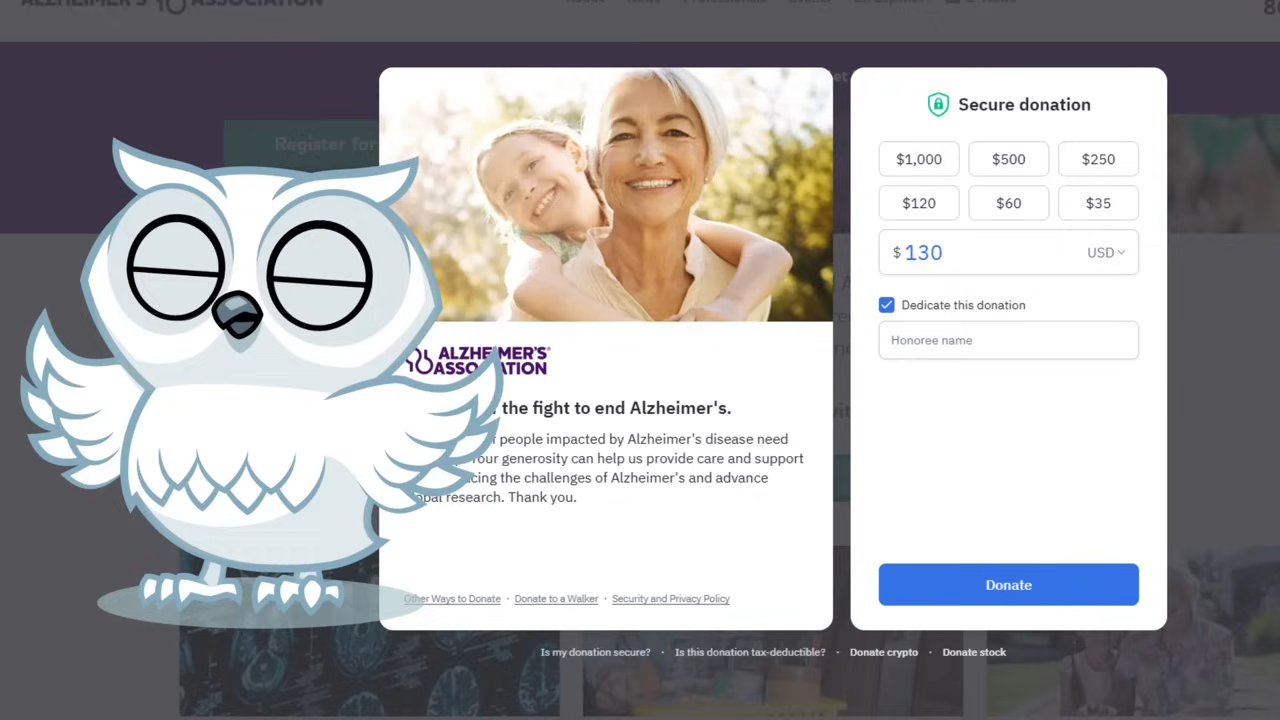 ALZHEIMER'S ASSOCIATION
Register for
Secure donation
$1,000 $500 $250
$120 $60 $35
$ 130 USD
Dedicate this donation
Honoree name
Donate
ALZHEIMER'S®
ASSOCIATION
the fight to end Alzheimer's.
people impacted by Alzheimer's disease need
generosity can help us provide care and support
the challenges of Alzheimer's and advance
research. Thank you.
Other Ways to Donate · Donate to a Walker · Security and Privacy Policy
Is my donation secure? · Is this donation tax-deductible? · Donate crypto · Donate stock